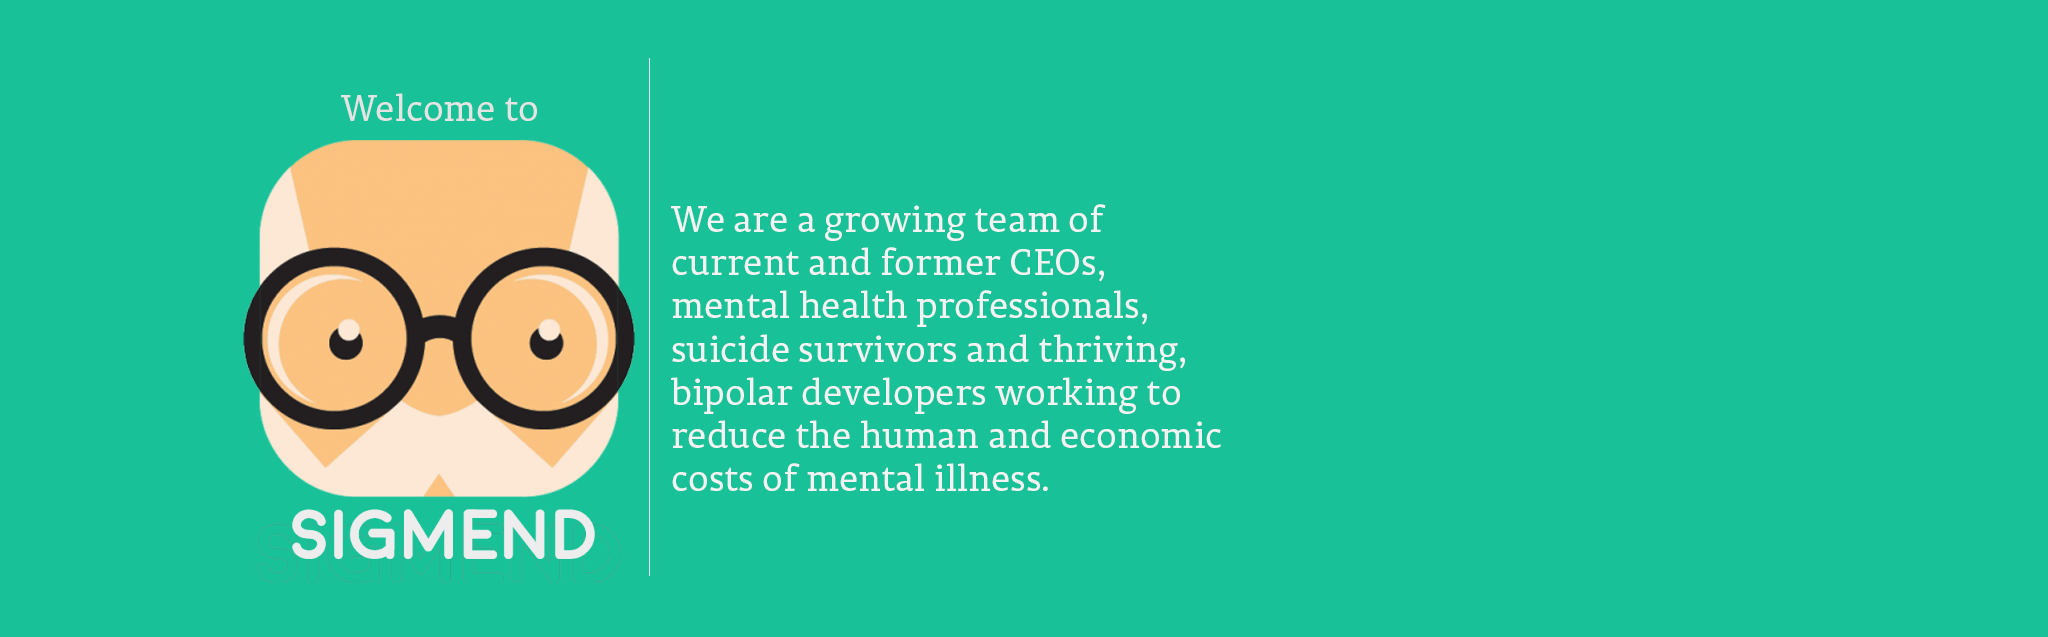 Welcome to
SIGMEND
We are a growing team of
current and former CEOs,
mental health professionals,
suicide survivors and thriving,
bipolar developers working to
reduce the human and economic
costs of mental illness.